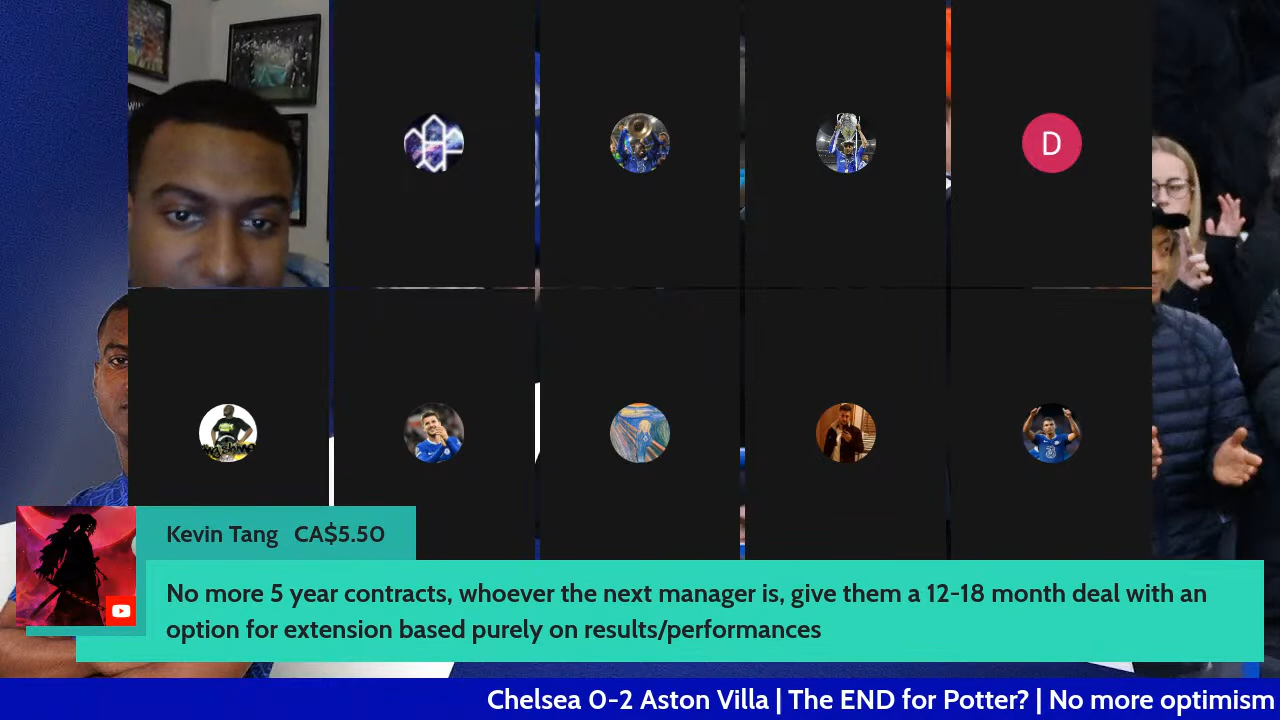 D
Kevin Tang CA$5.50
No more 5 year contracts, whoever the next manager is, give them a 12-18 month deal with an
option for extension based purely on results/performances
Chelsea 0-2 Aston Villa | The END for Potter? | No more optimism